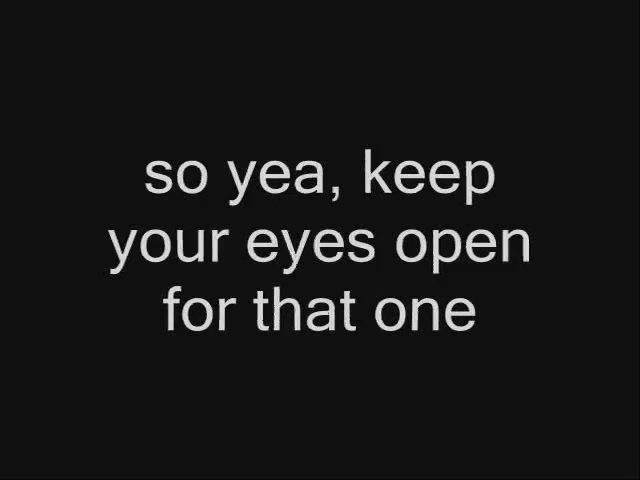 so yea, keep
your eyes open
for that one